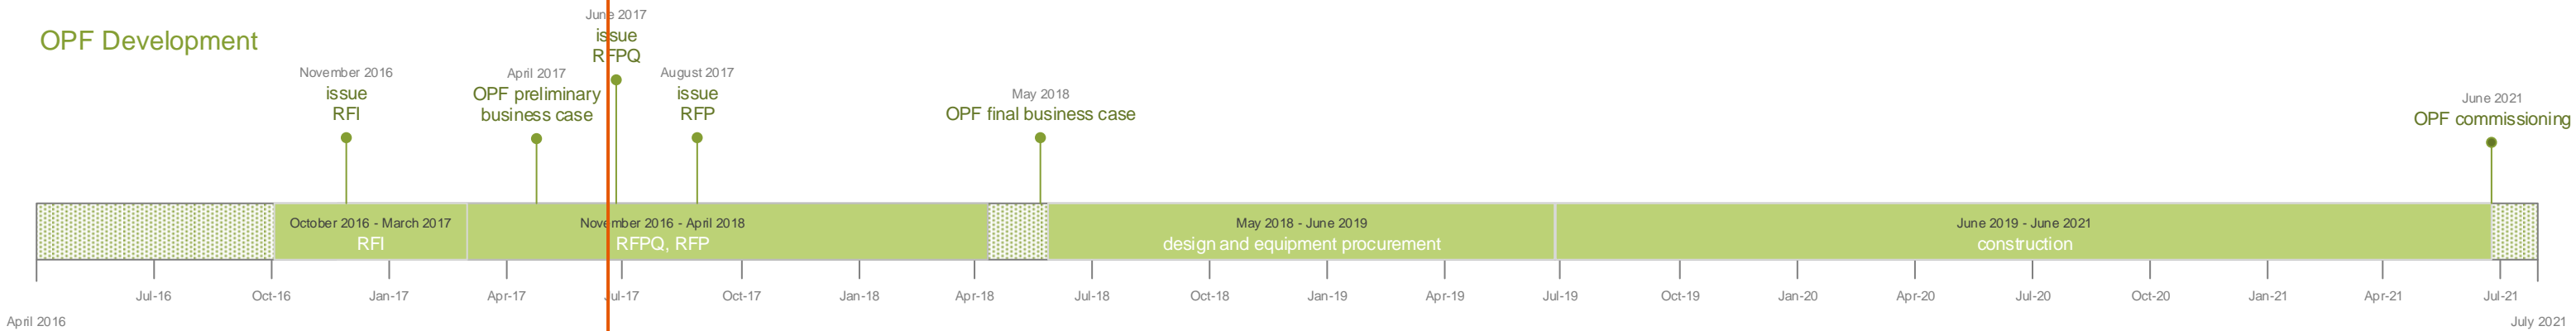 OPF Development
November 2016
issue
RFI
April 2017
OPF preliminary
business case
June 2017
issue
RFPQ
August 2017
issue
RFP
May 2018
OPF final business case
June 2021
OPF commissioning
October 2016 - March 2017
RFI
November 2016 - April 2018
RFPQ, RFP
May 2018 - June 2019
design and equipment procurement
June 2019 - June 2021
construction
Jul-16 Oct-16 Jan-17 Apr-17 Jul-17 Oct-17 Jan-18 Apr-18 Jul-18 Oct-18 Jan-19 Apr-19 Jul-19 Oct-19 Jan-20 Apr-20 Jul-20 Oct-20 Jan-21 Apr-21 Jul-21
April 2016
July 2021